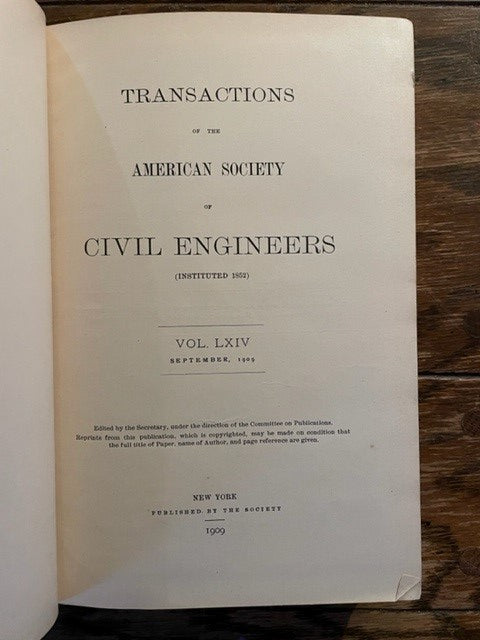 TRANSACTIONS
OF THE
AMERICAN SOCIETY
OF
CIVIL ENGINEERS
(INSTITUTED 1852)
VOL. LXIV
SEPTEMBER, 1909
Edited by the Secretary, under the direction of the Committee on Publications.
Reprints from this publication, which is copyrighted, may be made on condition that
the full title of Paper, name of Author, and page reference are given.
NEW YORK
PUBLISHED BY THE SOCIETY
1909